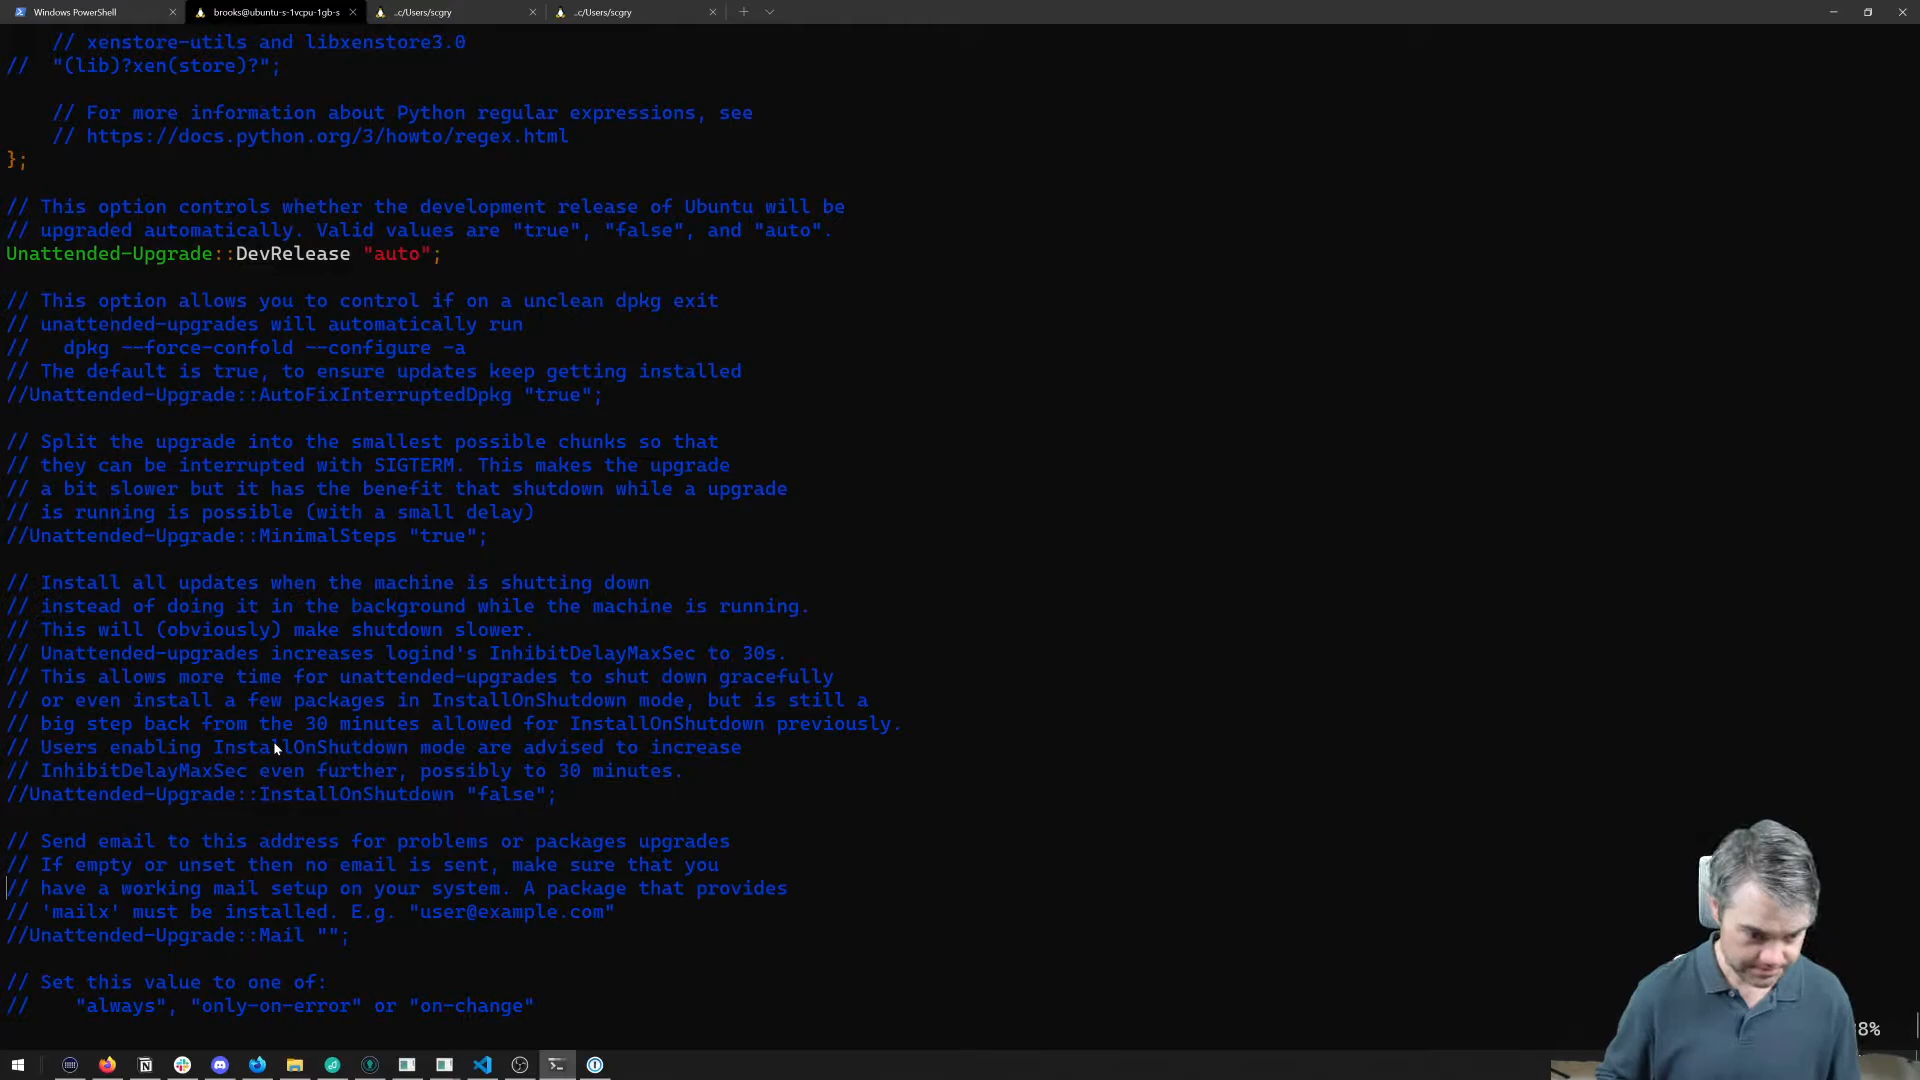 Windows PowerShell
brooks@ubuntu-s-1vcpu-1gb-s
..c/Users/scgry
..c/Users/scgry
// xenstore-utils and libxenstore3.0
//  "(lib)?xen(store)?";
// For more information about Python regular expressions, see
// https://docs.python.org/3/howto/regex.html
};
// This option controls whether the development release of Ubuntu will be
// upgraded automatically. Valid values are "true", "false", and "auto".
Unattended-Upgrade::DevRelease "auto";
// This option allows you to control if on a unclean dpkg exit
// unattended-upgrades will automatically run
//   dpkg --force-confold --configure -a
// The default is true, to ensure updates keep getting installed
//Unattended-Upgrade::AutoFixInterruptedDpkg "true";
// Split the upgrade into the smallest possible chunks so that
// they can be interrupted with SIGTERM. This makes the upgrade
// a bit slower but it has the benefit that shutdown while a upgrade
// is running is possible (with a small delay)
//Unattended-Upgrade::MinimalSteps "true";
// Install all updates when the machine is shutting down
// instead of doing it in the background while the machine is running.
// This will (obviously) make shutdown slower.
// Unattended-upgrades increases logind's InhibitDelayMaxSec to 30s.
// This allows more time for unattended-upgrades to shut down gracefully
// or even install a few packages in InstallOnShutdown mode, but is still a
// big step back from the 30 minutes allowed for InstallOnShutdown previously.
// Users enabling InstallOnShutdown mode are advised to increase
// InhibitDelayMaxSec even further, possibly to 30 minutes.
//Unattended-Upgrade::InstallOnShutdown "false";
// Send email to this address for problems or packages upgrades
// If empty or unset then no email is sent, make sure that you
// have a working mail setup on your system. A package that provides
// 'mailx' must be installed. E.g. "user@example.com"
//Unattended-Upgrade::Mail "";
// Set this value to one of:
//    "always", "only-on-error" or "on-change"
8%